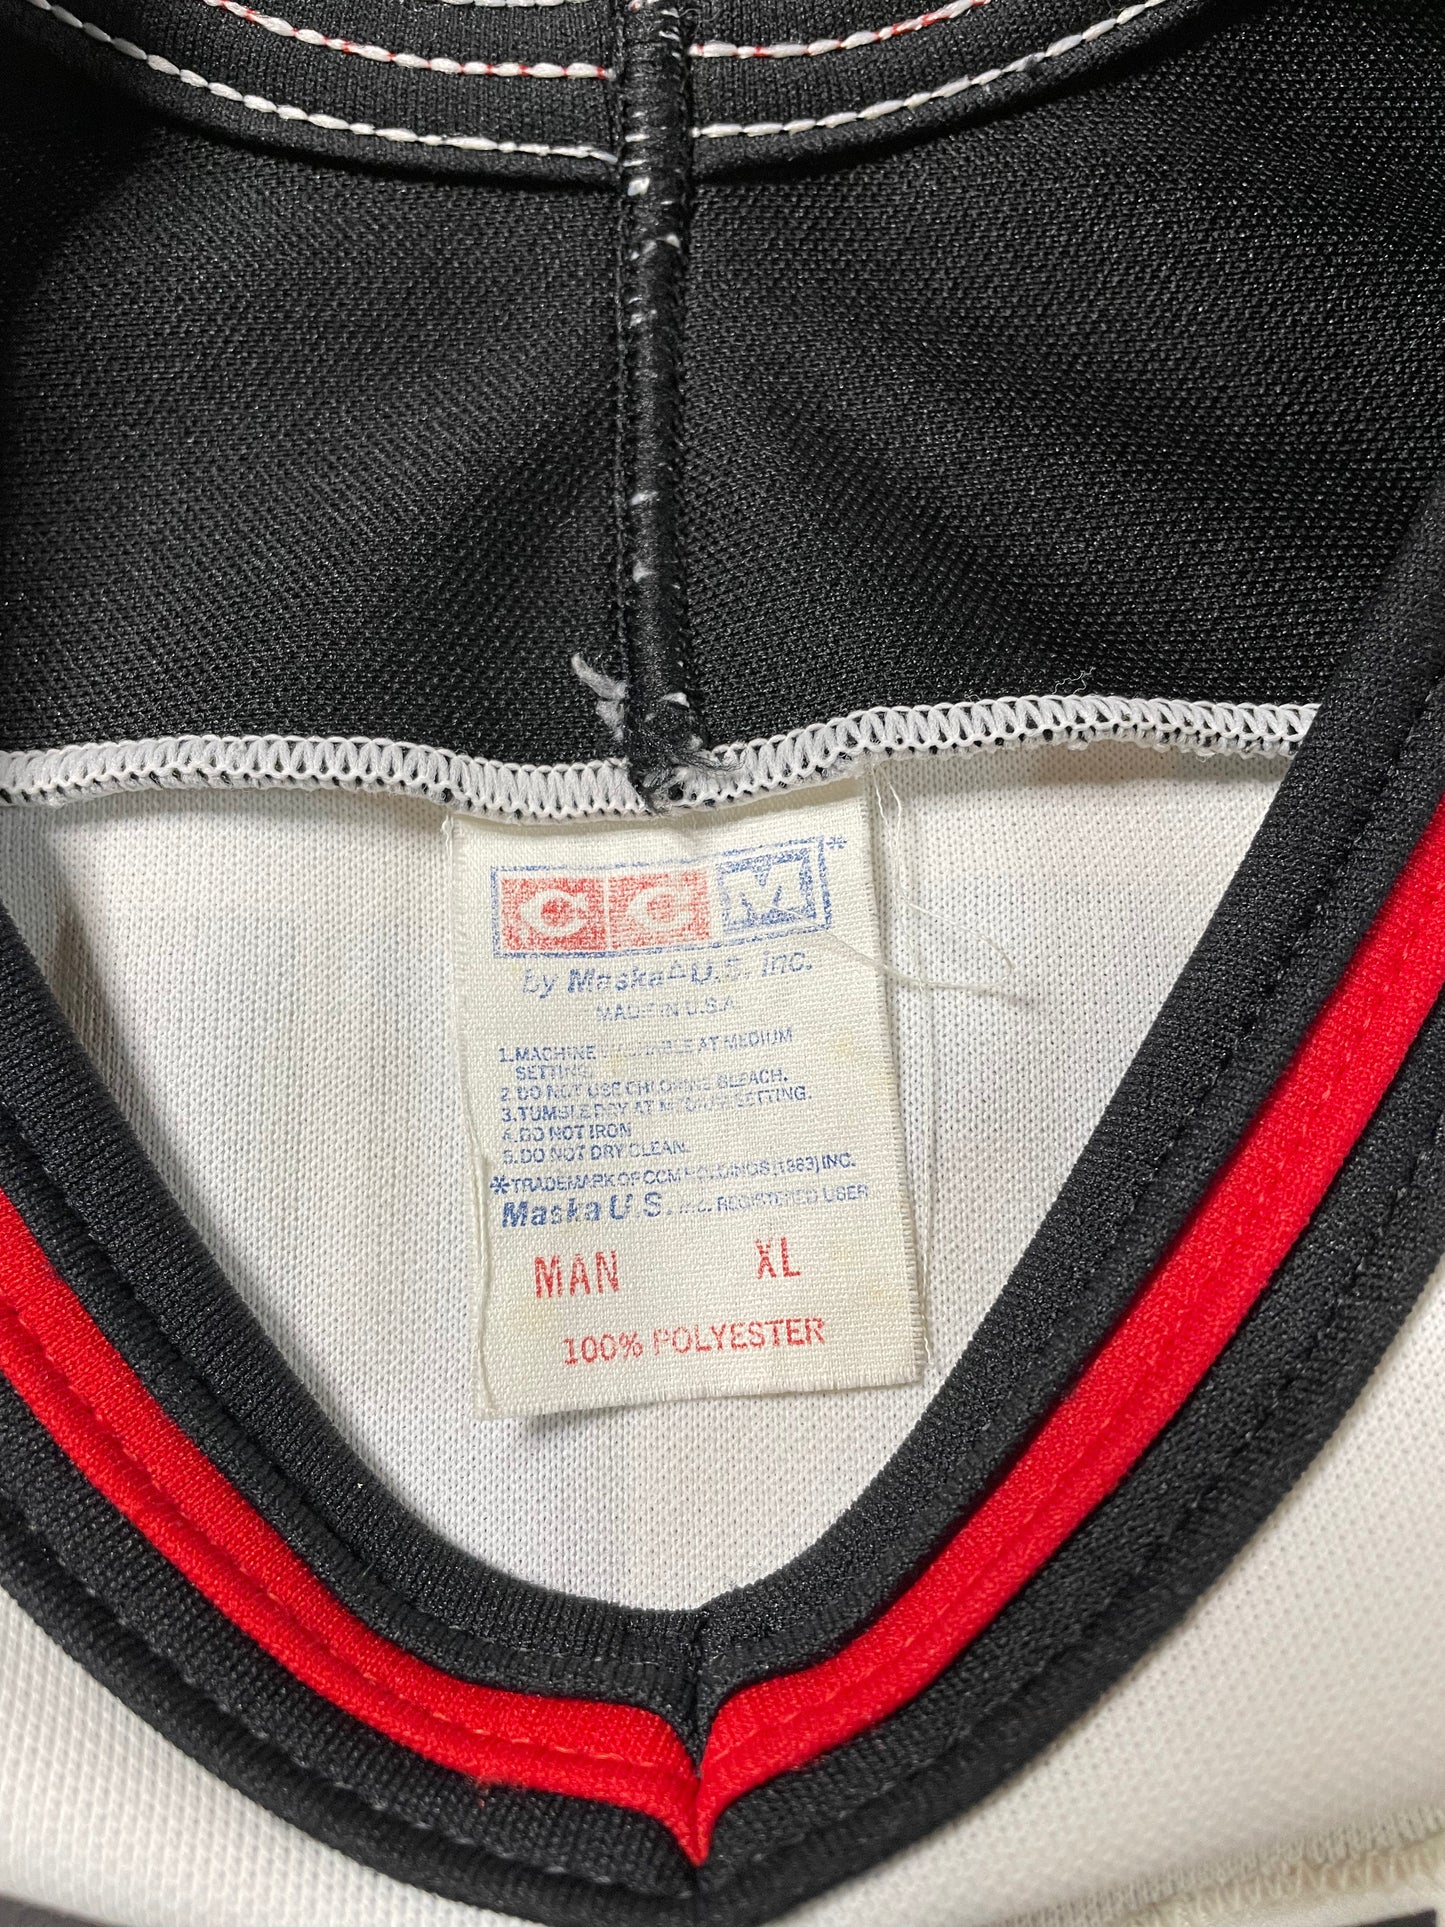 CCM*
by Maska U.S. Inc.
MADE IN U.S.A.
1.MACHINE WASHABLE AT MEDIUM
SETTING.
2.DO NOT USE CHLORINE BLEACH.
3.TUMBLE DRY AT MEDIUM SETTING.
4.DO NOT IRON
5.DO NOT DRY CLEAN.
*TRADEMARK OF CCM HOLDINGS (1983) INC.
Maska U.S. Inc. REGISTERED USER
MAN XL
100% POLYESTER